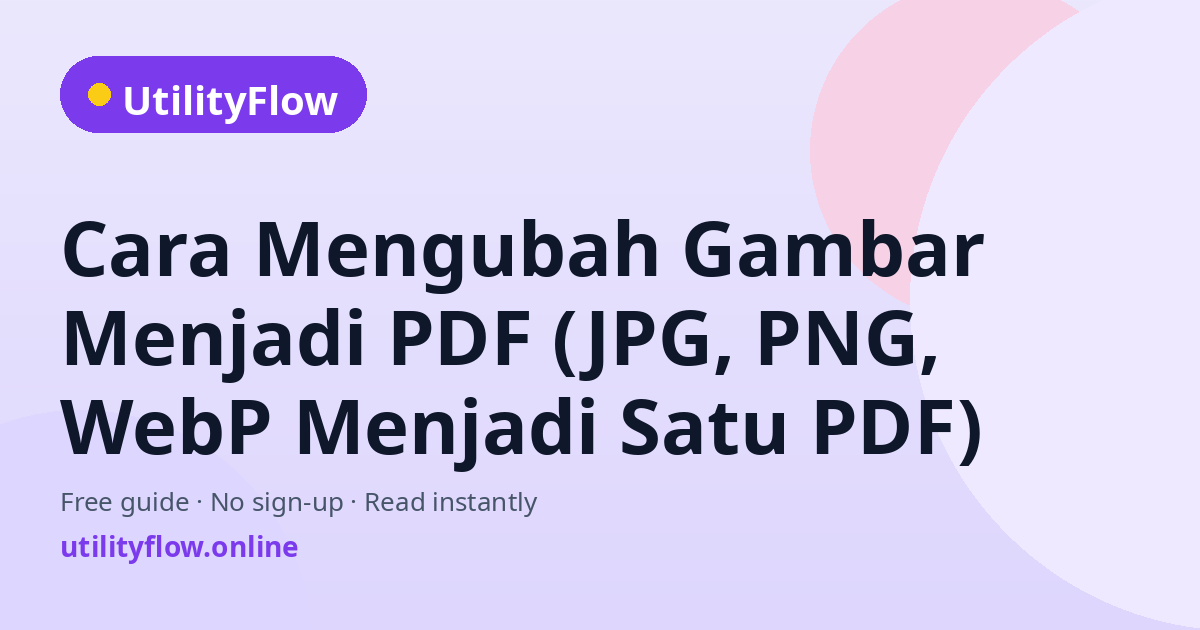 UtilityFlow
Cara Mengubah Gambar
Menjadi PDF (JPG, PNG,
WebP Menjadi Satu PDF)
Free guide · No sign-up · Read instantly
utilityflow.online